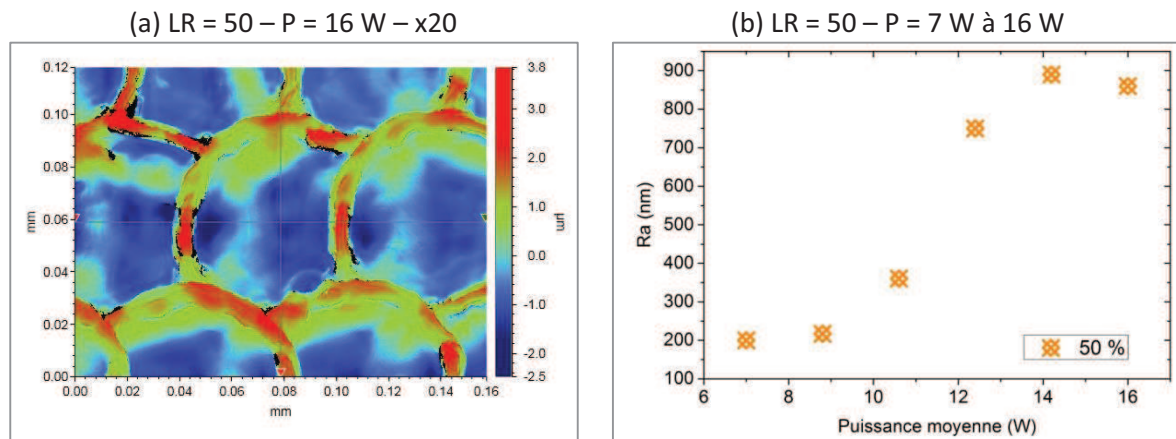 (a) LR = 50 – P = 16 W – x20
0.12
0.10
0.08
0.06
0.04
0.02
0.00
mm
0.00 0.02 0.04 0.06 0.08 0.10 0.12 0.14 0.16
mm
3.8
3.0
2.0
1.0
0.0
-1.0
-2.0
-2.5
µm
(b) LR = 50 – P = 7 W à 16 W
900
800
700
600
500
400
300
200
100
Ra (nm)
50 %
6 8 10 12 14 16
Puissance moyenne (W)